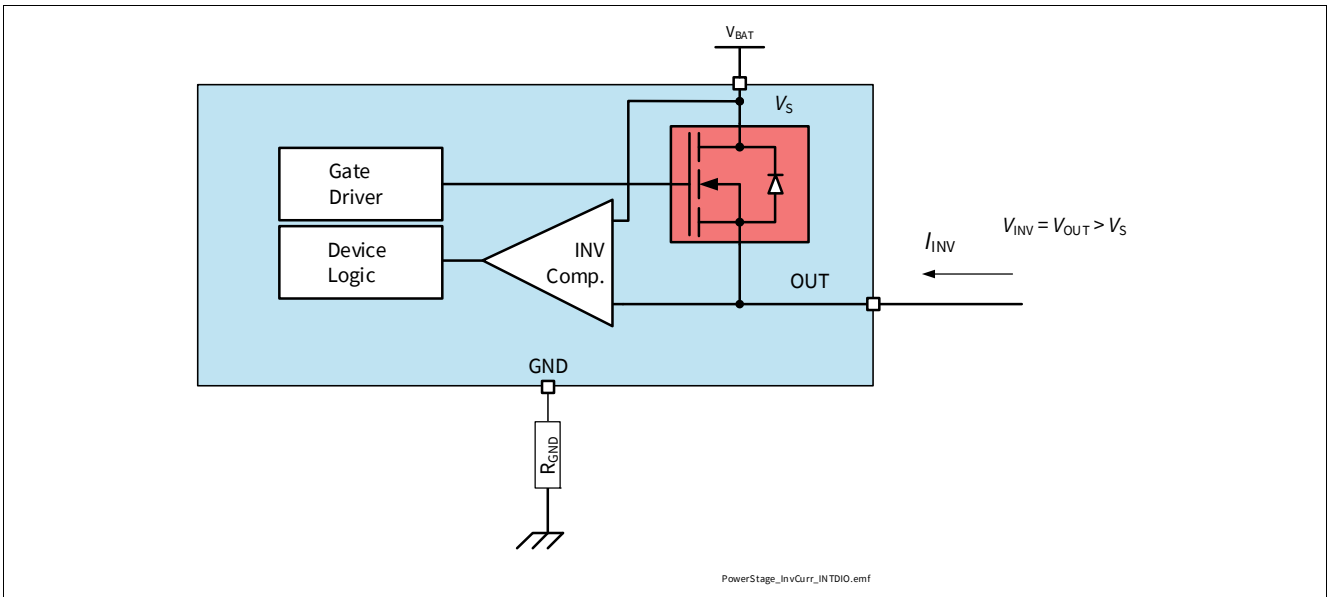 VBAT
VS
Gate
Driver
Device
Logic
INV
Comp.
OUT
IINV
VINV = VOUT > VS
GND
RGND
PowerStage_InvCurr_INTDIO.emf